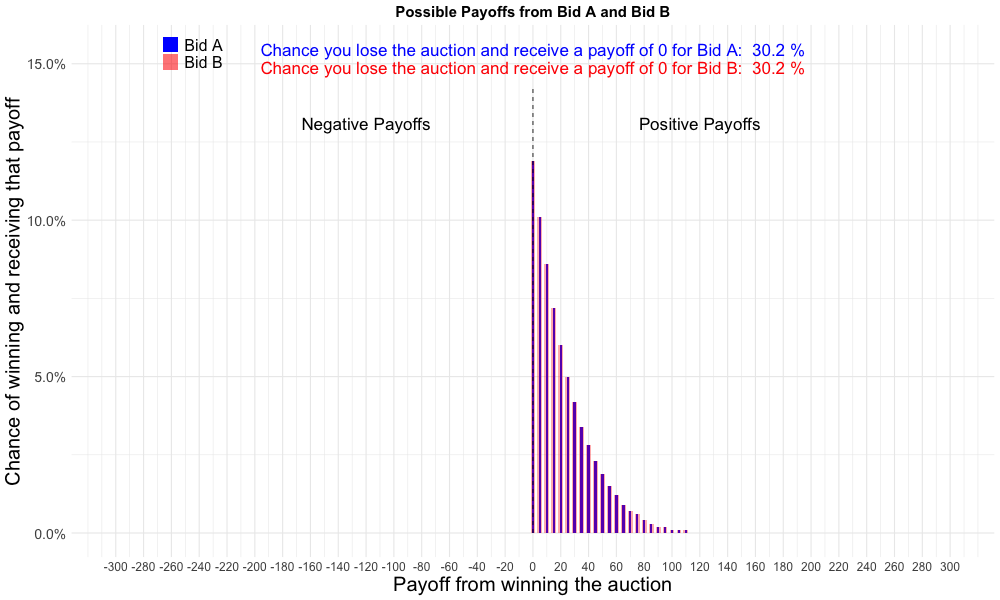 Possible Payoffs from Bid A and Bid B
Bid A
Bid B
Chance you lose the auction and receive a payoff of 0 for Bid A:  30.2 %
Chance you lose the auction and receive a payoff of 0 for Bid B:  30.2 %
Negative Payoffs
Positive Payoffs
Chance of winning and receiving that payoff
15.0%
10.0%
5.0%
0.0%
-300 -280 -260 -240 -220 -200 -180 -160 -140 -120 -100 -80 -60 -40 -20 0 20 40 60 80 100 120 140 160 180 200 220 240 260 280 300
Payoff from winning the auction